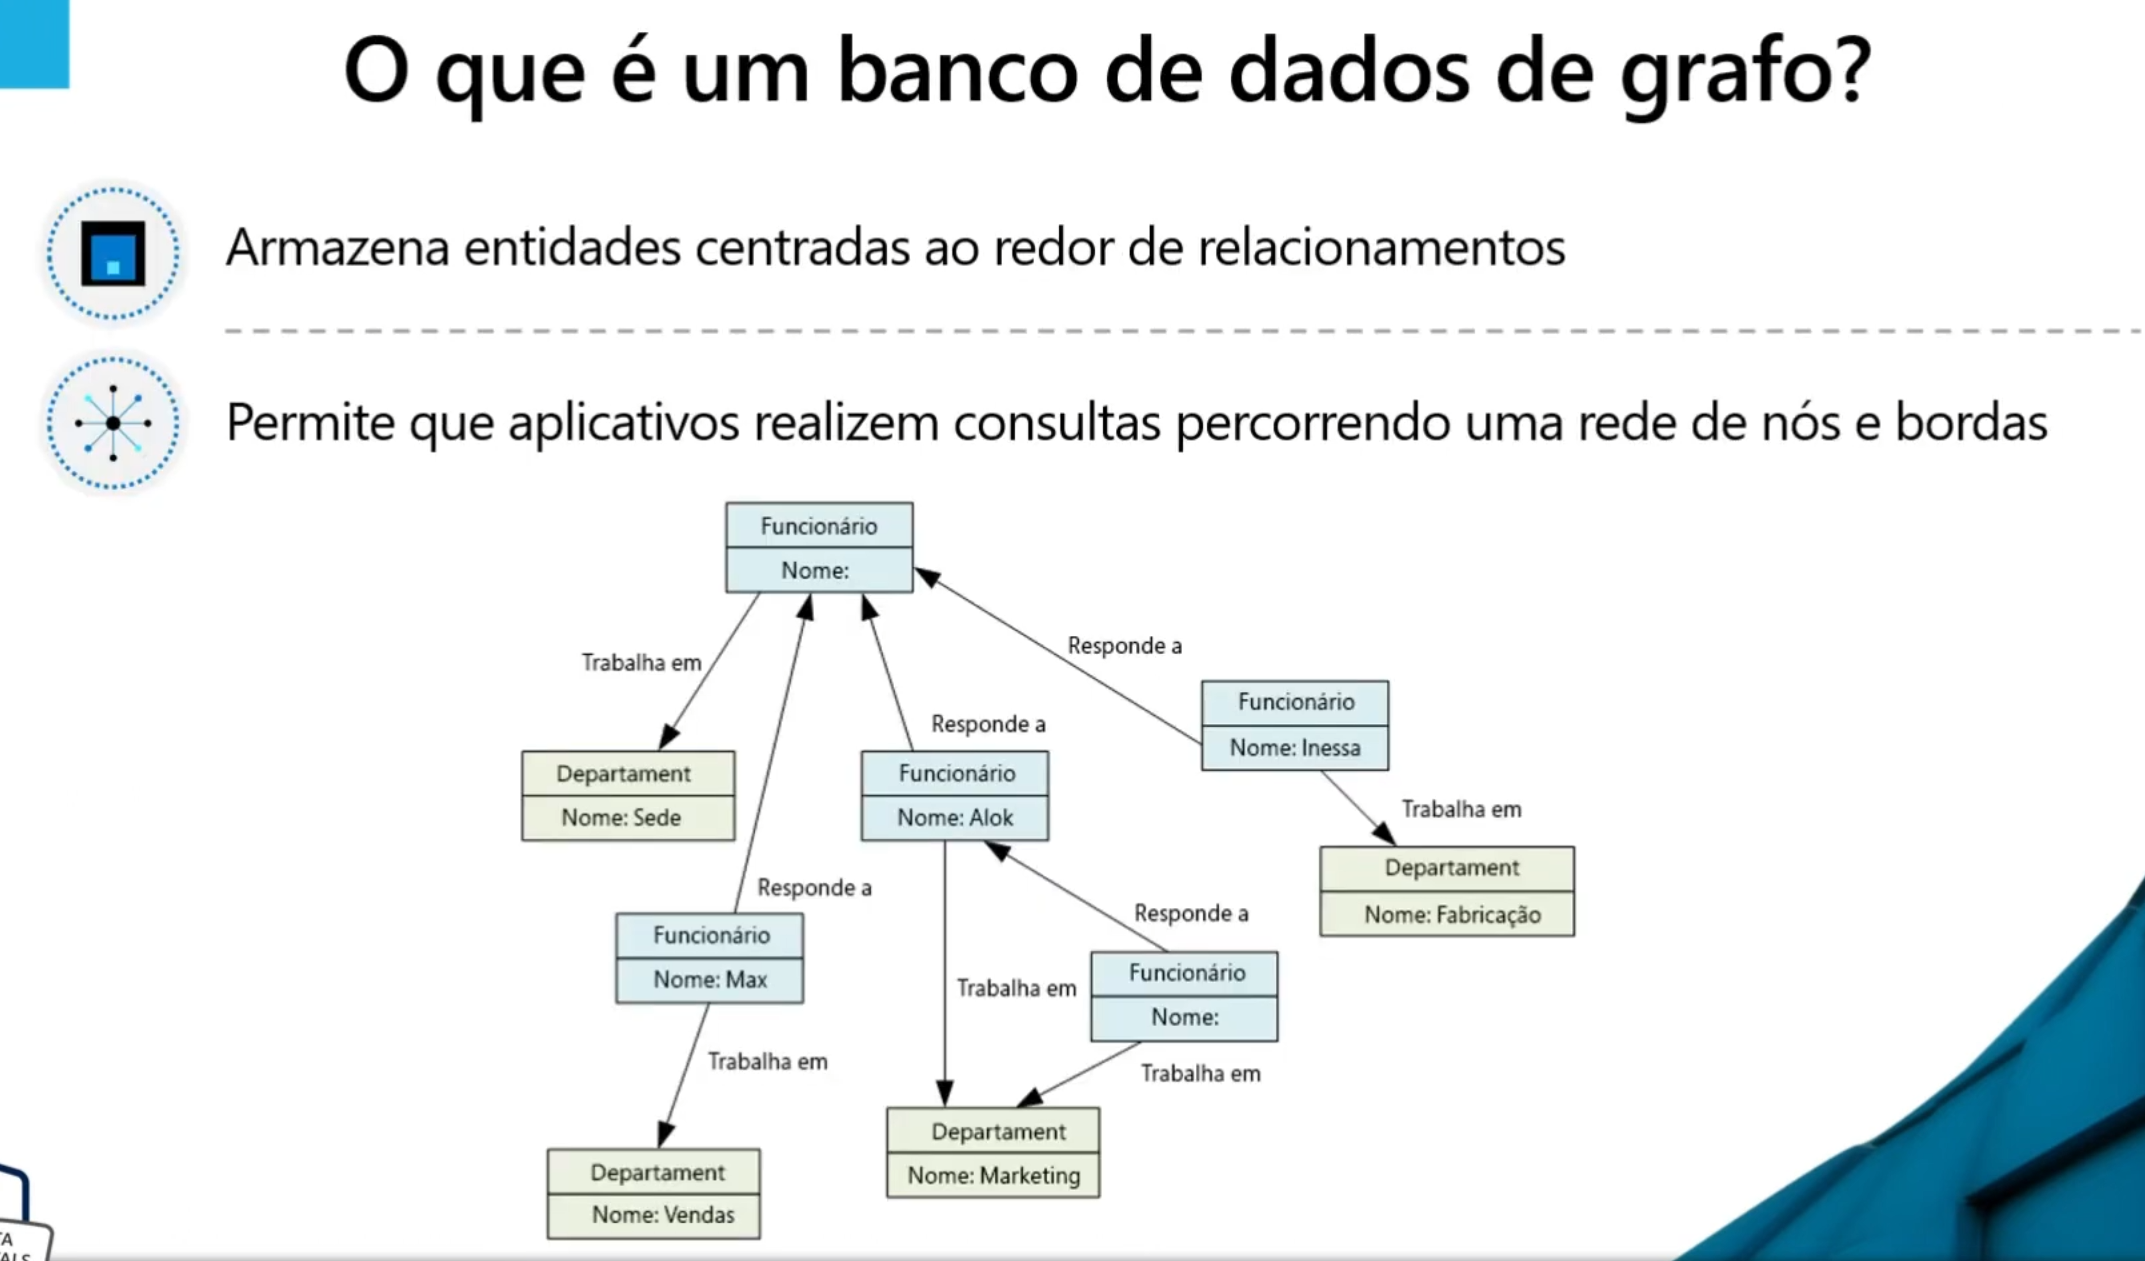 O que é um banco de dados de grafo?
Armazena entidades centradas ao redor de relacionamentos
Permite que aplicativos realizem consultas percorrendo uma rede de nós e bordas
Funcionário
Nome:
Trabalha em
Responde a
Responde a
Funcionário
Nome: Inessa
Departament
Nome: Sede
Funcionário
Nome: Alok
Trabalha em
Departament
Nome: Fabricação
Responde a
Funcionário
Nome: Max
Responde a
Trabalha em
Funcionário
Nome:
Trabalha em
Trabalha em
Departament
Nome: Marketing
Departament
Nome: Vendas